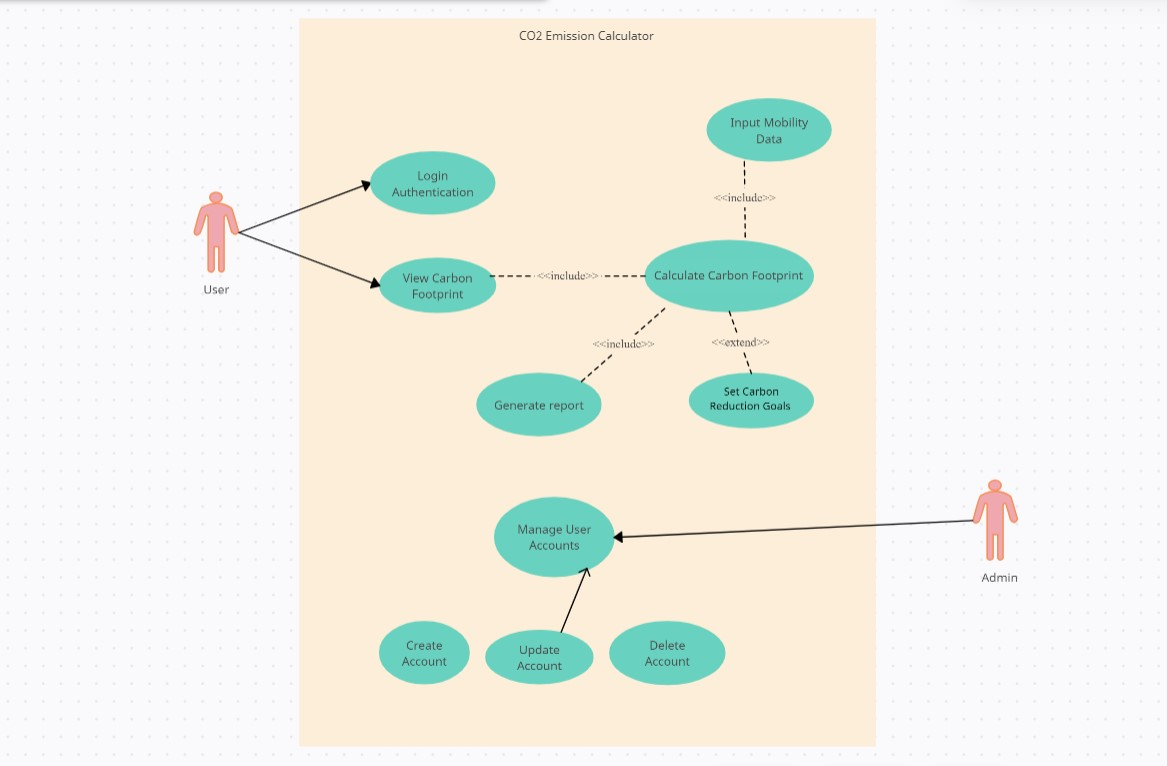 CO2 Emission Calculator
Input Mobility
Data
Login
Authentication
<<include>>
User
View Carbon
Footprint
<<include>>
Calculate Carbon Footprint
<<include>>
<<extend>>
Generate report
Set Carbon
Reduction Goals
Manage User
Accounts
Admin
Create
Account
Update
Account
Delete
Account